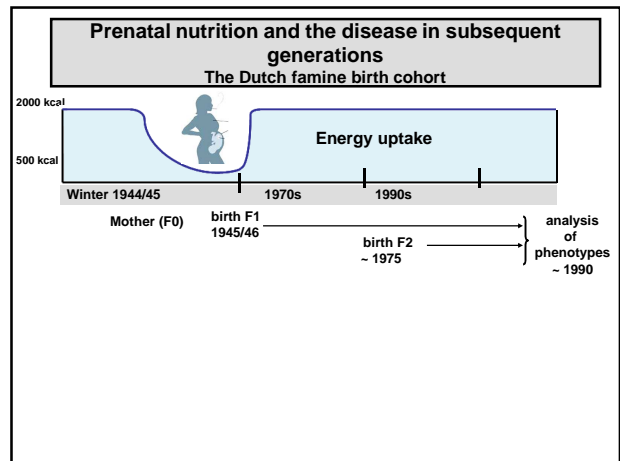 Prenatal nutrition and the disease in subsequent
generations
The Dutch famine birth cohort
2000 kcal
Energy uptake
500 kcal
Winter 1944/45
1970s
1990s
Mother (F0)
birth F1
1945/46
birth F2
~ 1975
analysis
of
phenotypes
~ 1990